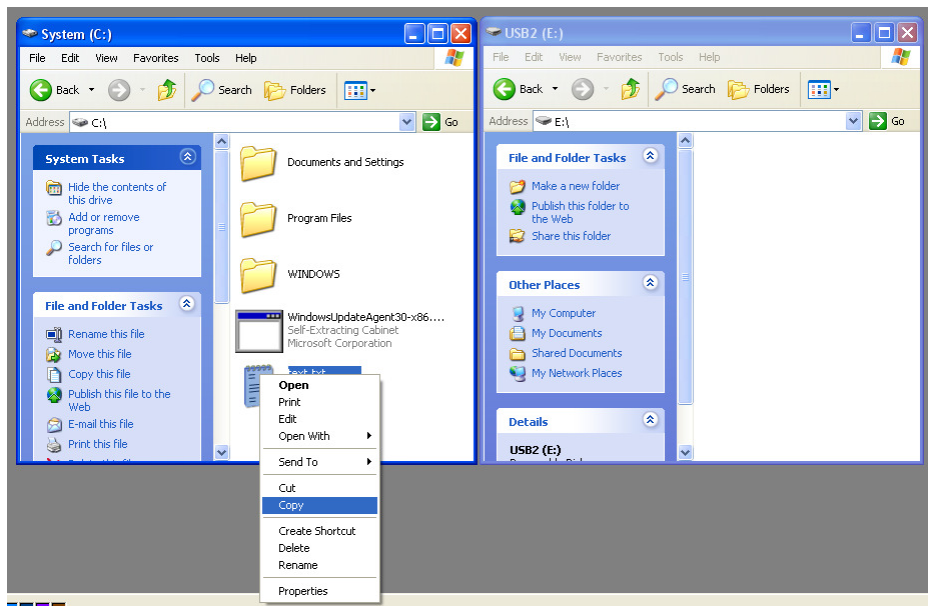 System (C:)
File Edit View Favorites Tools Help
Back Search Folders
Address C:\ Go
System Tasks
Hide the contents of
this drive
Add or remove
programs
Search for files or
folders
File and Folder Tasks
Rename this file
Move this file
Copy this file
Publish this file to the
Web
E-mail this file
Print this file
Documents and Settings
Program Files
WINDOWS
WindowsUpdateAgent30-x86....
Self-Extracting Cabinet
Microsoft Corporation
Open
Print
Edit
Open With
Send To
Cut
Copy
Create Shortcut
Delete
Rename
Properties
USB2 (E:)
File Edit View Favorites Tools Help
Back Search Folders
Address E:\ Go
File and Folder Tasks
Make a new folder
Publish this folder to
the Web
Share this folder
Other Places
My Computer
My Documents
Shared Documents
My Network Places
Details
USB2 (E:)